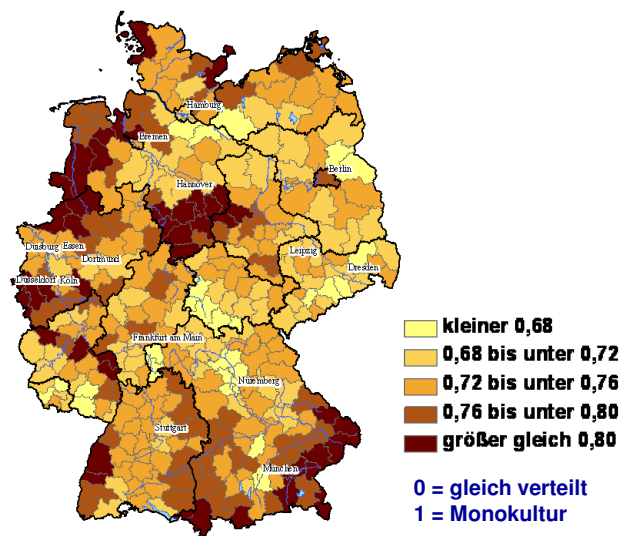 Hamburg
Bremen
Berlin
Hannover
Duisburg Essen
Dortmund
Leipzig
Dresden
Düsseldorf Köln
Frankfurt am Main
Nüremberg
Stuttgart
München
kleiner 0,68
0,68 bis unter 0,72
0,72 bis unter 0,76
0,76 bis unter 0,80
größer gleich 0,80
0 = gleich verteilt
1 = Monokultur